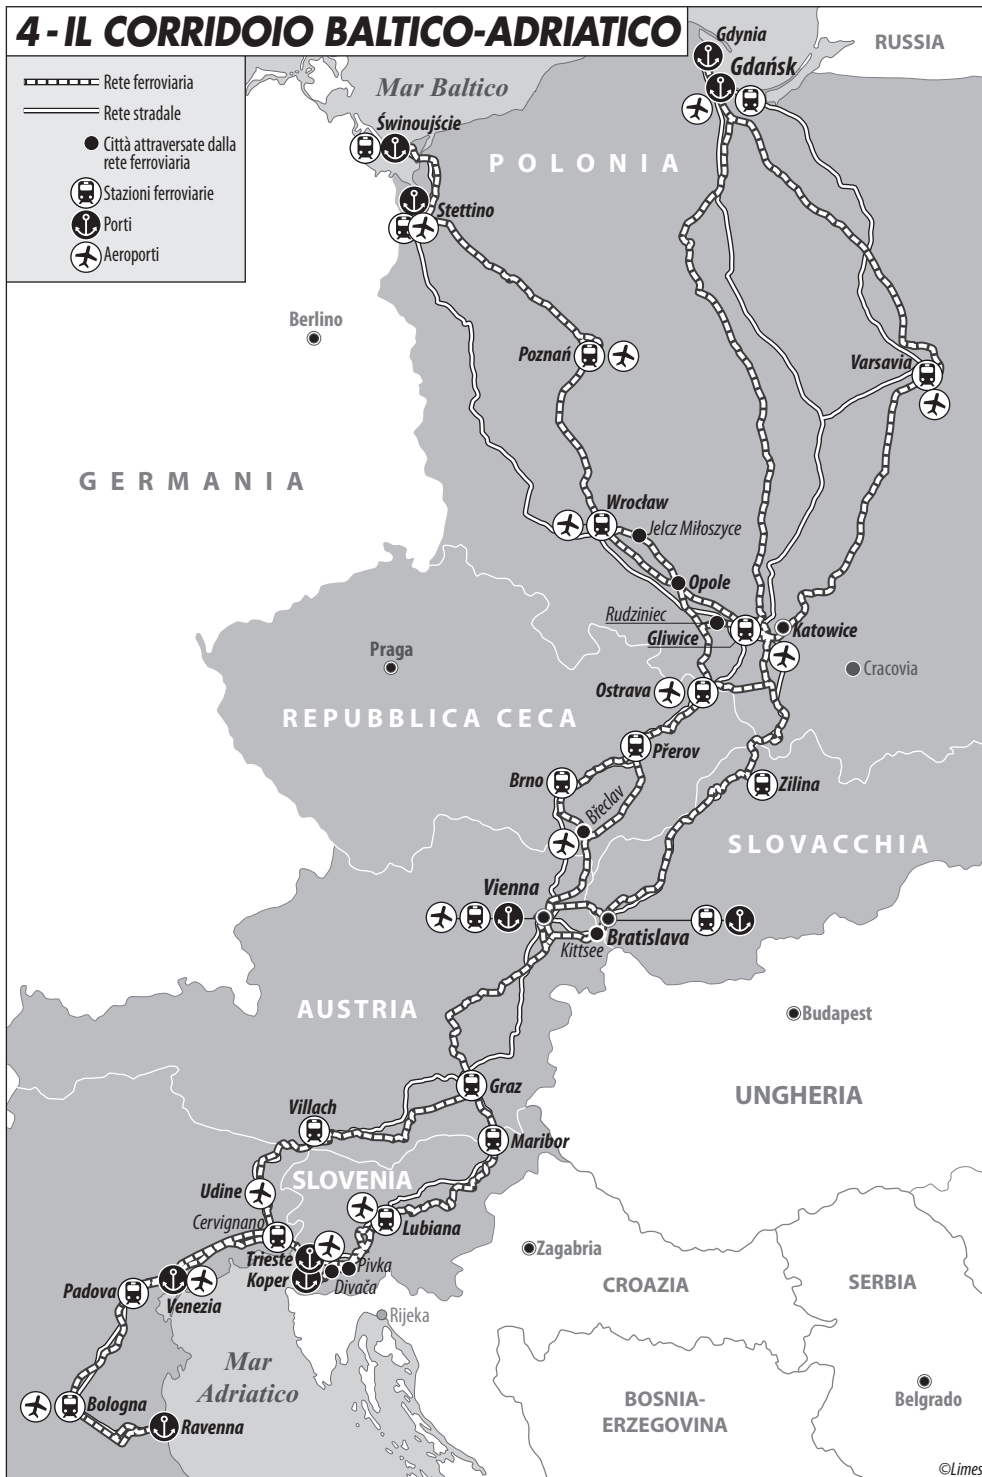 4 - IL CORRIDOIO BALTICO-ADRIATICO
Rete ferroviaria
Rete stradale
Città attraversate dalla
rete ferroviaria
Stazioni ferroviarie
Porti
Aeroporti
Gdynia
RUSSIA
Gdańsk
Mar Baltico
Świnoujście
POLONIA
Stettino
Berlino
Poznań
Varsavia
GERMANIA
Wrocław
Jelcz Miłoszyce
Opole
Rudziniec
Gliwice
Katowice
Praga
Cracovia
Ostrava
REPUBBLICA CECA
Přerov
Brno
Zilina
Břeclav
SLOVACCHIA
Vienna
Bratislava
Kittsee
AUSTRIA
Budapest
Graz
UNGHERIA
Villach
Maribor
SLOVENIA
Udine
Cervignano
Lubiana
Trieste
Zagabria
Pivka
Koper
Divača
CROAZIA
SERBIA
Padova
Venezia
Rijeka
Mar
Adriatico
Bologna
BOSNIA-
ERZEGOVINA
Belgrado
Ravenna
©Limes